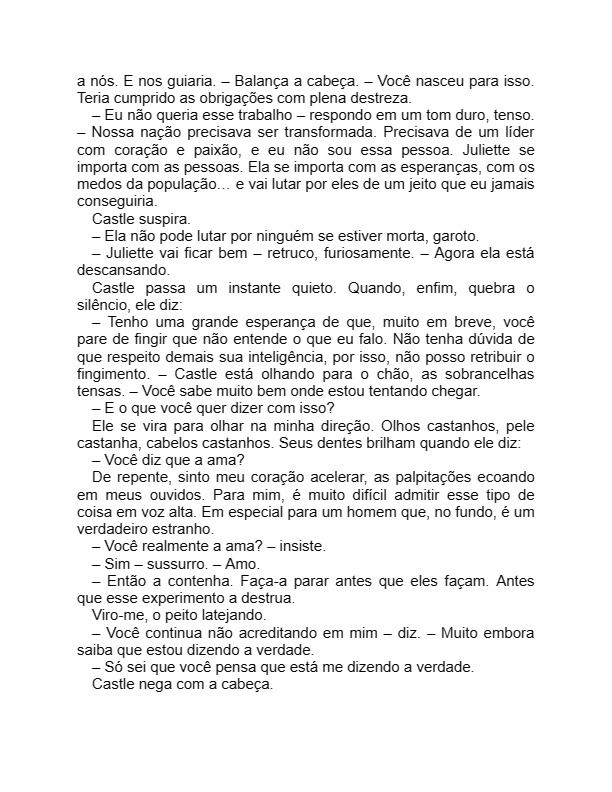 a nós. E nos guiaria. – Balança a cabeça. – Você nasceu para isso.
Teria cumprido as obrigações com plena destreza.
– Eu não queria esse trabalho – respondo em um tom duro, tenso.
– Nossa nação precisava ser transformada. Precisava de um líder
com coração e paixão, e eu não sou essa pessoa. Juliette se
importa com as pessoas. Ela se importa com as esperanças, com os
medos da população… e vai lutar por eles de um jeito que eu jamais
conseguiria.
Castle suspira.
– Ela não pode lutar por ninguém se estiver morta, garoto.
– Juliette vai ficar bem – retruco, furiosamente. – Agora ela está
descansando.
Castle passa um instante quieto. Quando, enfim, quebra o
silêncio, ele diz:
– Tenho uma grande esperança de que, muito em breve, você
pare de fingir que não entende o que eu falo. Não tenha dúvida de
que respeito demais sua inteligência, por isso, não posso retribuir o
fingimento. – Castle está olhando para o chão, as sobrancelhas
tensas. – Você sabe muito bem onde estou tentando chegar.
– E o que você quer dizer com isso?
Ele se vira para olhar na minha direção. Olhos castanhos, pele
castanha, cabelos castanhos. Seus dentes brilham quando ele diz:
– Você diz que a ama?
De repente, sinto meu coração acelerar, as palpitações ecoando
em meus ouvidos. Para mim, é muito difícil admitir esse tipo de
coisa em voz alta. Em especial para um homem que, no fundo, é um
verdadeiro estranho.
– Você realmente a ama? – insiste.
– Sim – sussurro. – Amo.
– Então a contenha. Faça-a parar antes que eles façam. Antes
que esse experimento a destrua.
Viro-me, o peito latejando.
– Você continua não acreditando em mim – diz. – Muito embora
saiba que estou dizendo a verdade.
– Só sei que você pensa que está me dizendo a verdade.
Castle nega com a cabeça.